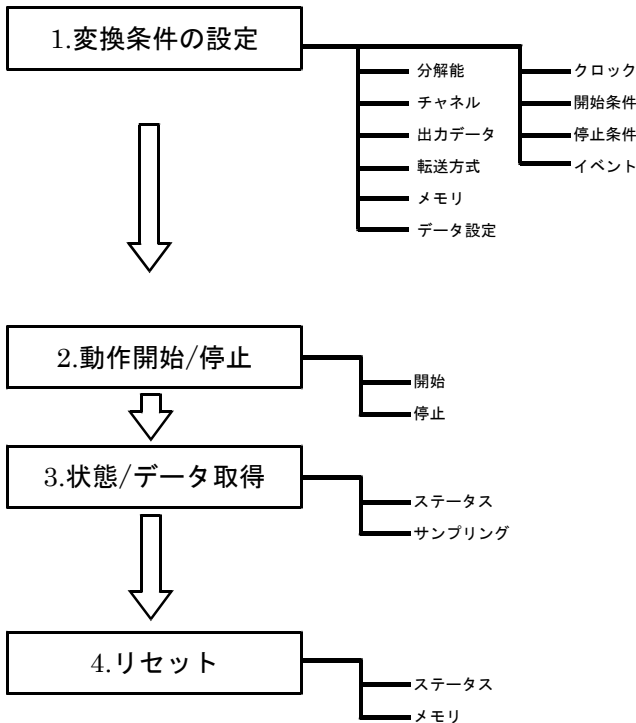 1.変換条件の設定
分解能
チャネル
出力データ
転送方式
メモリ
データ設定
クロック
開始条件
停止条件
イベント
2.動作開始/停止
開始
停止
3.状態/データ取得
ステータス
サンプリング
4.リセット
ステータス
メモリ